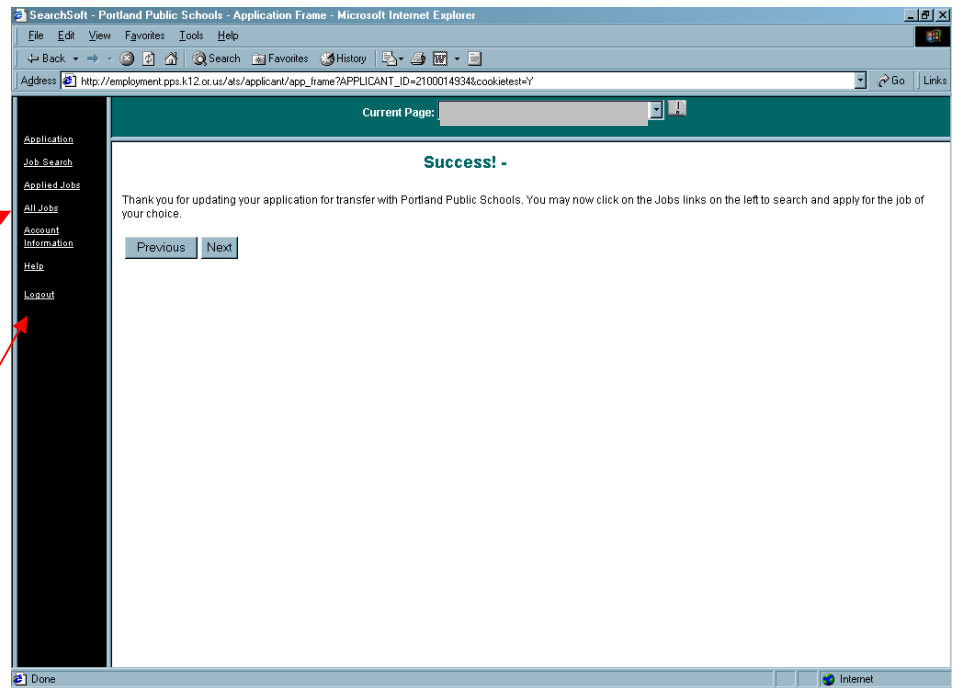 SearchSoft - Portland Public Schools - Application Frame - Microsoft Internet Explorer
File Edit View Favorites Tools Help
Back Search Favorites History
Address http://employment.pps.k12.or.us/ats/applicant/app_frame?APPLICANT_ID=2100014934&cookietest=Y Go Links
Current Page:
Application
Job Search
Applied Jobs
All Jobs
Account
Information
Help
Logout
Success! -
Thank you for updating your application for transfer with Portland Public Schools. You may now click on the Jobs links on the left to search and apply for the job of
your choice.
Previous Next
Done Internet